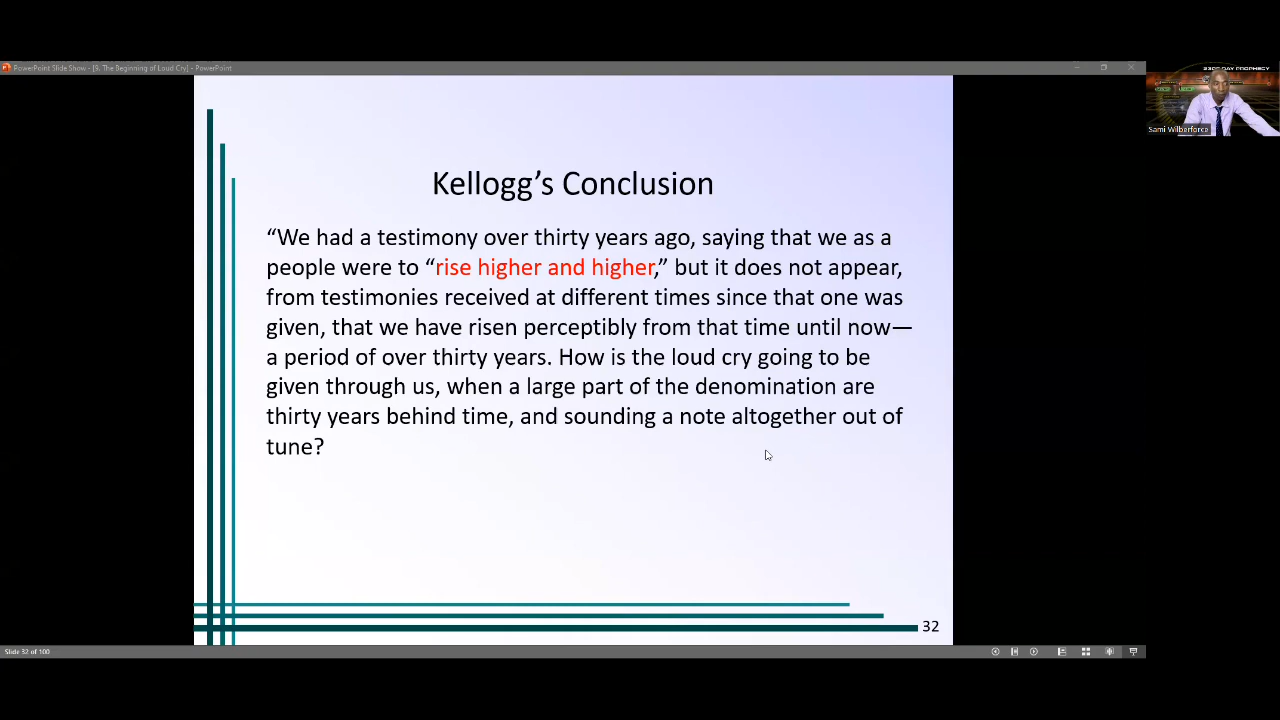 PowerPoint Slide Show - [9. The Beginning of Loud Cry] - PowerPoint
Sami Wilberforce
Kellogg’s Conclusion
“We had a testimony over thirty years ago, saying that we as a
people were to “rise higher and higher,” but it does not appear,
from testimonies received at different times since that one was
given, that we have risen perceptibly from that time until now—
a period of over thirty years. How is the loud cry going to be
given through us, when a large part of the denomination are
thirty years behind time, and sounding a note altogether out of
tune?
32
Slide 32 of 100